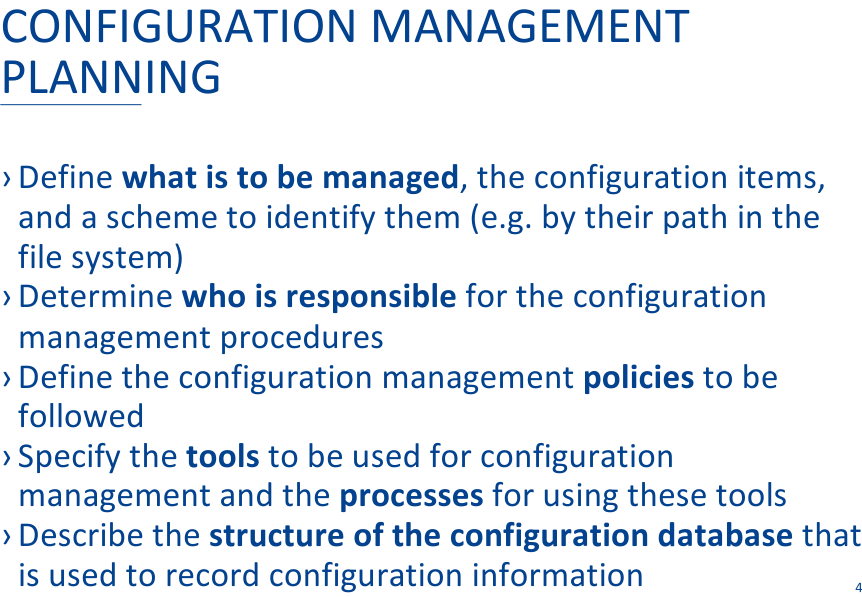 CONFIGURATION MANAGEMENT
PLANNING
› Define what is to be managed, the configuration items,
and a scheme to identify them (e.g. by their path in the
file system)
› Determine who is responsible for the configuration
management procedures
› Define the configuration management policies to be
followed
› Specify the tools to be used for configuration
management and the processes for using these tools
› Describe the structure of the configuration database that
is used to record configuration information
4